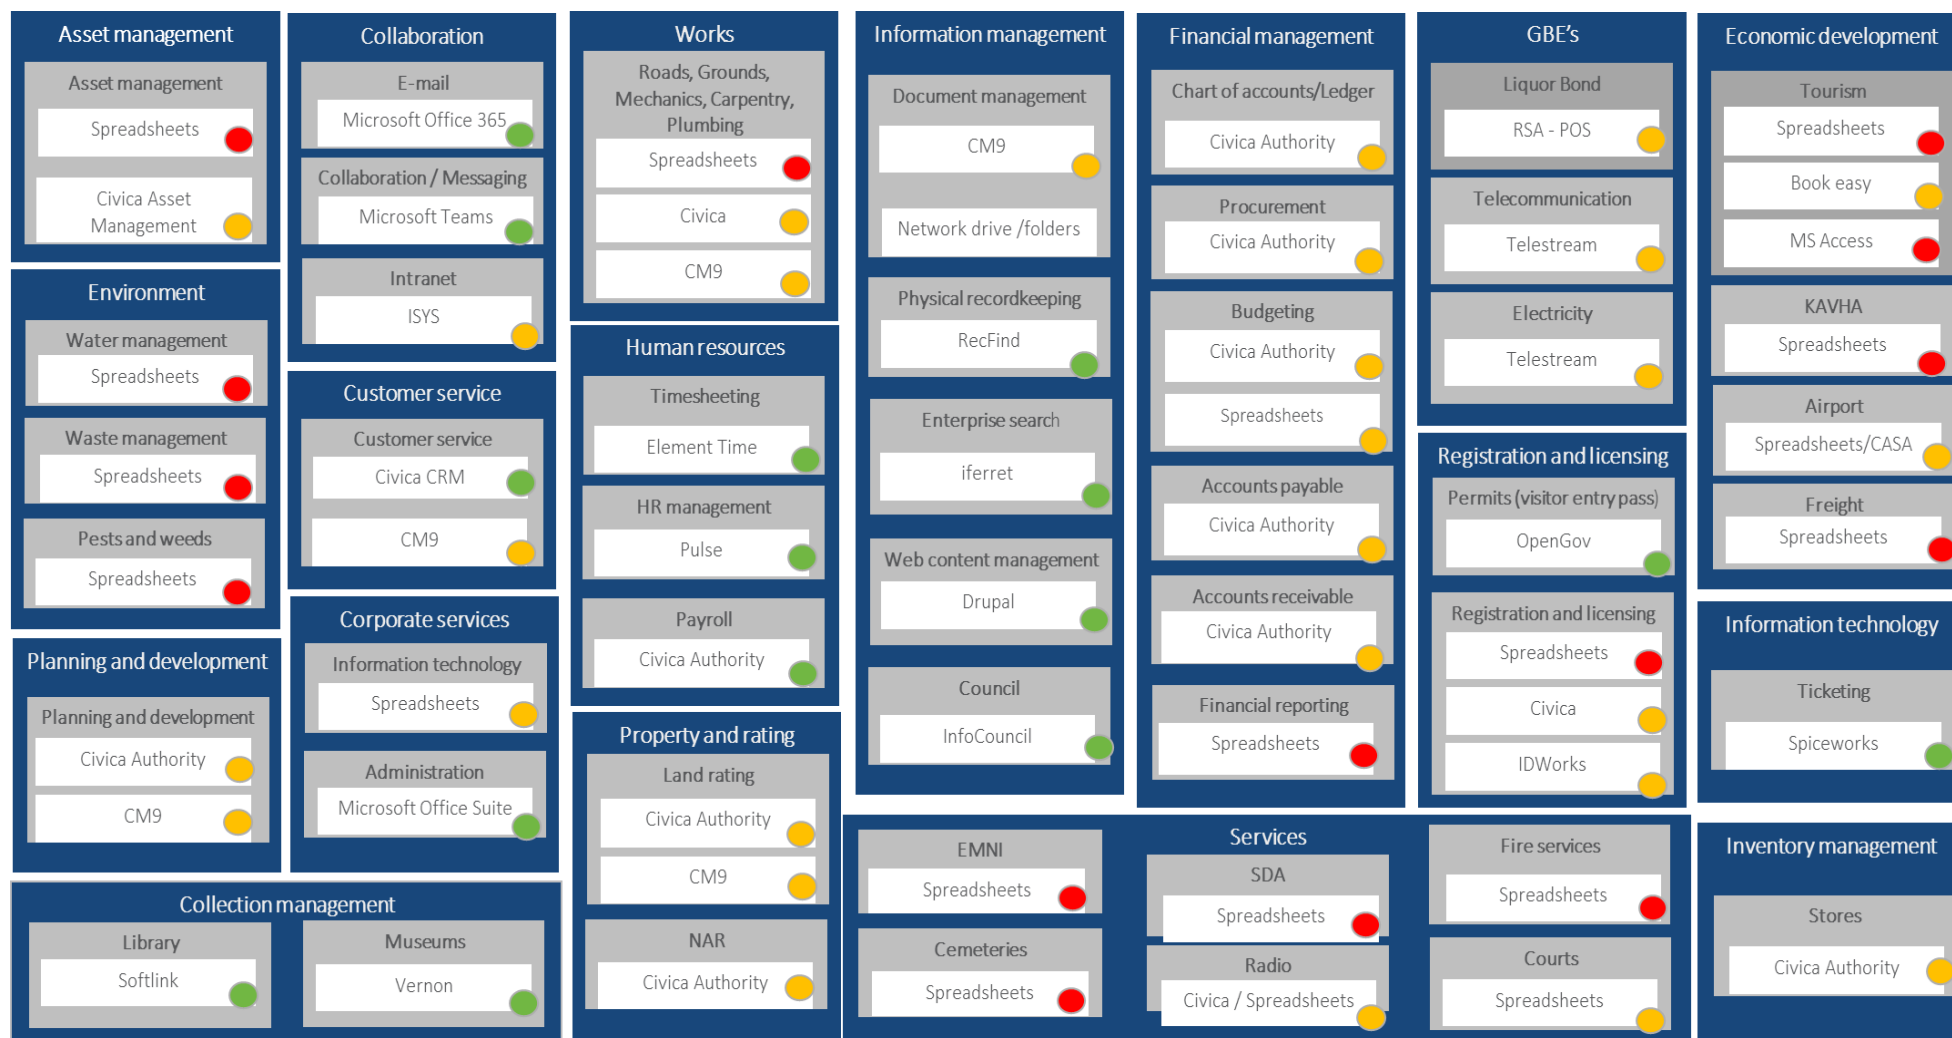 Asset management
Asset management
Spreadsheets
Civica Asset
Management
Environment
Water management
Spreadsheets
Waste management
Spreadsheets
Pests and weeds
Spreadsheets
Planning and development
Planning and development
Civica Authority
CM9
Collaboration
E-mail
Microsoft Office 365
Collaboration / Messaging
Microsoft Teams
Intranet
ISYS
Customer service
Customer service
Civica CRM
CM9
Corporate services
Information technology
Spreadsheets
Administration
Microsoft Office Suite
Collection management
Library
Softlink
Museums
Vernon
Works
Roads, Grounds,
Mechanics, Carpentry,
Plumbing
Spreadsheets
Civica
CM9
Human resources
Timesheeting
Element Time
HR management
Pulse
Payroll
Civica Authority
Property and rating
Land rating
Civica Authority
CM9
NAR
Civica Authority
Information management
Document management
CM9
Network drive /folders
Physical recordkeeping
RecFind
Enterprise search
iferret
Web content management
Drupal
Council
InfoCouncil
Financial management
Chart of accounts/Ledger
Civica Authority
Procurement
Civica Authority
Budgeting
Civica Authority
Spreadsheets
Accounts payable
Civica Authority
Accounts receivable
Civica Authority
Financial reporting
Spreadsheets
GBE's
Liquor Bond
RSA - POS
Telecommunication
Telestream
Electricity
Telestream
Registration and licensing
Permits (visitor entry pass)
OpenGov
Registration and licensing
Spreadsheets
Civica
IDWorks
Services
EMNI
Spreadsheets
Cemeteries
Spreadsheets
SDA
Spreadsheets
Radio
Civica / Spreadsheets
Fire services
Spreadsheets
Courts
Spreadsheets
Economic development
Tourism
Spreadsheets
Book easy
MS Access
KAVHA
Spreadsheets
Airport
Spreadsheets/CASA
Freight
Spreadsheets
Information technology
Ticketing
Spiceworks
Inventory management
Stores
Civica Authority